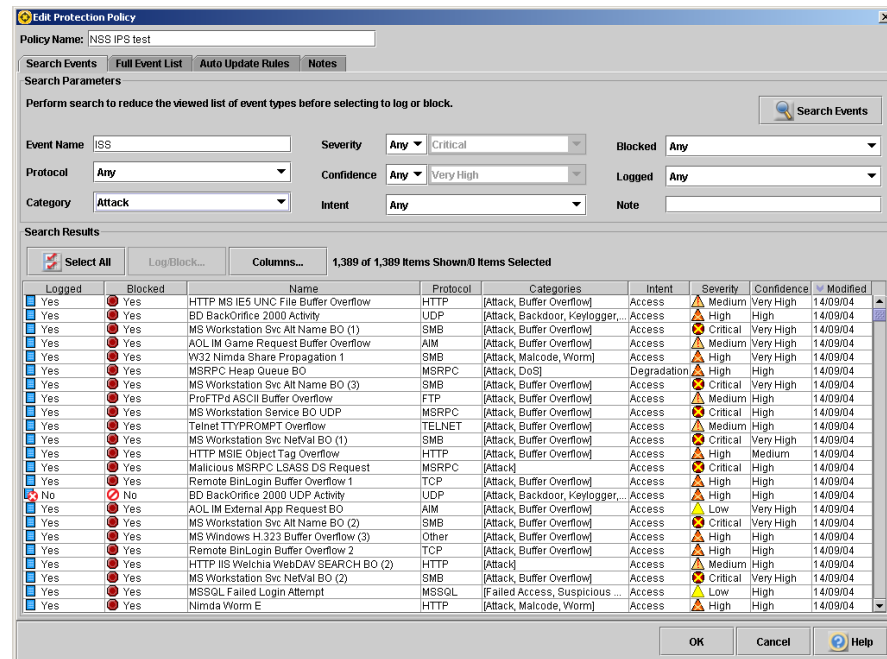 Edit Protection Policy
Policy Name: NSS IPS test
Search Events Full Event List Auto Update Rules Notes
Search Parameters
Perform search to reduce the viewed list of event types before selecting to log or block.
Search Events
Event Name ISS Severity Any Critical Blocked Any
Protocol Any Confidence Any Very High Logged Any
Category Attack Intent Any Note
Search Results
Select All Log/Block... Columns... 1,389 of 1,389 Items Shown/0 Items Selected
Logged Blocked Name Protocol Categories Intent Severity Confidence Modified
Yes Yes HTTP MS IE5 UNC File Buffer Overflow HTTP [Attack, Buffer Overflow] Access Medium Very High 14/09/04
Yes Yes BD BackOrifice 2000 Activity UDP [Attack, Backdoor, Keylogger,... Access High High 14/09/04
Yes Yes MS Workstation Svc Alt Name BO (1) SMB [Attack, Buffer Overflow] Access Critical Very High 14/09/04
Yes Yes AOL IM Game Request Buffer Overflow AIM [Attack, Buffer Overflow] Access Medium Very High 14/09/04
Yes Yes W32 Nimda Share Propagation 1 SMB [Attack, Malcode, Worm] Access High Very High 14/09/04
Yes Yes MSRPC Heap Queue BO MSRPC [Attack, DoS] Degradation High High 14/09/04
Yes Yes MS Workstation Svc Alt Name BO (3) SMB [Attack, Buffer Overflow] Access Critical Very High 14/09/04
Yes Yes ProFTPd ASCII Buffer Overflow FTP [Attack, Buffer Overflow] Access Medium High 14/09/04
Yes Yes MS Workstation Service BO UDP MSRPC [Attack, Buffer Overflow] Access Critical High 14/09/04
Yes Yes Telnet TTYPROMPT Overflow TELNET [Attack, Buffer Overflow] Access Medium High 14/09/04
Yes Yes MS Workstation Svc NetVal BO (1) SMB [Attack, Buffer Overflow] Access Critical Very High 14/09/04
Yes Yes HTTP MSIE Object Tag Overflow HTTP [Attack, Buffer Overflow] Access High Medium 14/09/04
Yes Yes Malicious MSRPC LSASS DS Request MSRPC [Attack] Access Critical High 14/09/04
Yes Yes Remote BinLogin Buffer Overflow 1 TCP [Attack, Buffer Overflow] Access High High 14/09/04
No No BD BackOrifice 2000 UDP Activity UDP [Attack, Backdoor, Keylogger,... Access High High 14/09/04
Yes Yes AOL IM External App Request BO AIM [Attack, Buffer Overflow] Access Low Very High 14/09/04
Yes Yes MS Workstation Svc Alt Name BO (2) SMB [Attack, Buffer Overflow] Access Critical Very High 14/09/04
Yes Yes MS Windows H.323 Buffer Overflow (3) Other [Attack, Buffer Overflow] Access High High 14/09/04
Yes Yes Remote BinLogin Buffer Overflow 2 TCP [Attack, Buffer Overflow] Access High High 14/09/04
Yes Yes HTTP IIS Welchia WebDAV SEARCH BO (2) HTTP [Attack] Access Medium High 14/09/04
Yes Yes MS Workstation Svc NetVal BO (2) SMB [Attack, Buffer Overflow] Access Critical Very High 14/09/04
Yes Yes MSSQL Failed Login Attempt MSSQL [Failed Access, Suspicious ... Access Low High 14/09/04
Yes Yes Nimda Worm E HTTP [Attack, Malcode, Worm] Access High High 14/09/04
OK Cancel Help